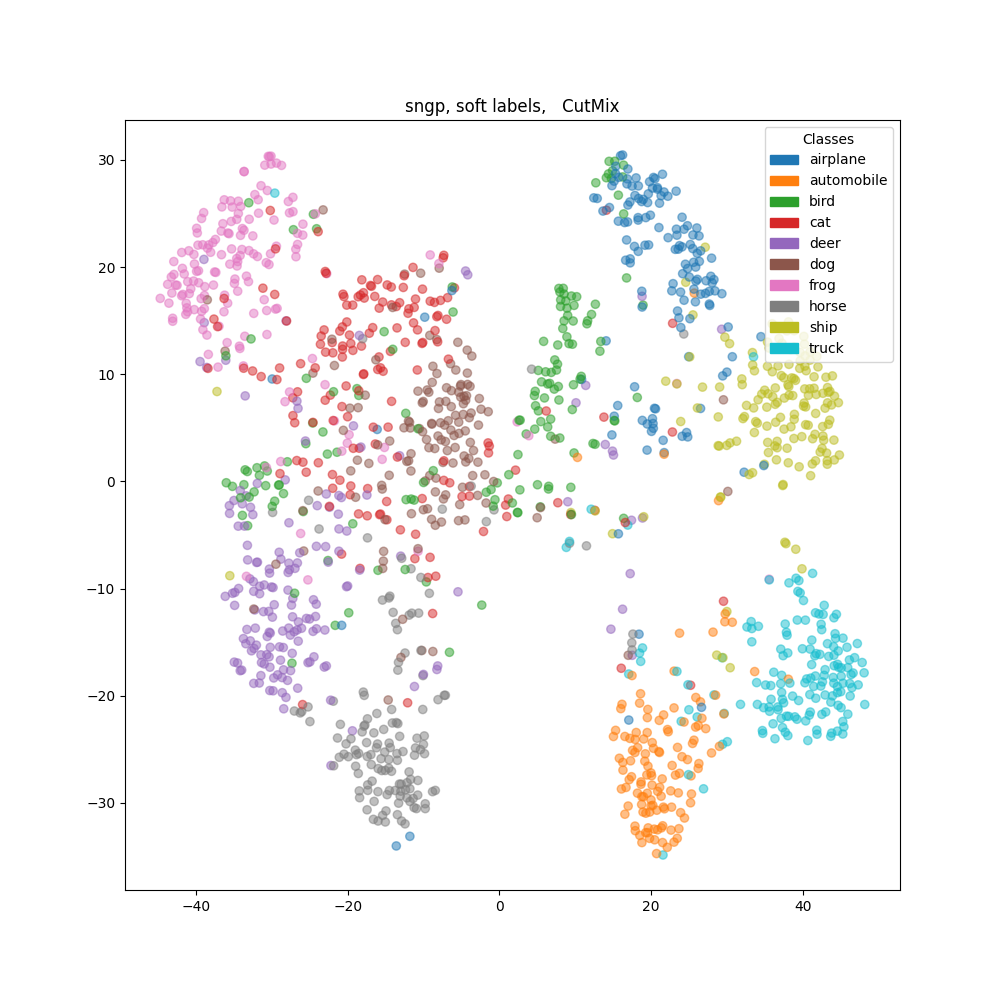 sngp, soft labels,   CutMix
Classes
airplane
automobile
bird
cat
deer
dog
frog
horse
ship
truck
30
20
10
0
−10
−20
−30
−40
−20
0
20
40